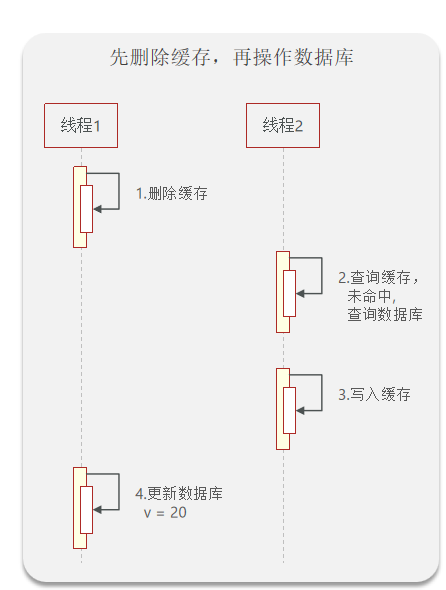 先删除缓存，再操作数据库
线程1
线程2
1.删除缓存
2.查询缓存，
未命中,
查询数据库
3.写入缓存
4.更新数据库
v = 20